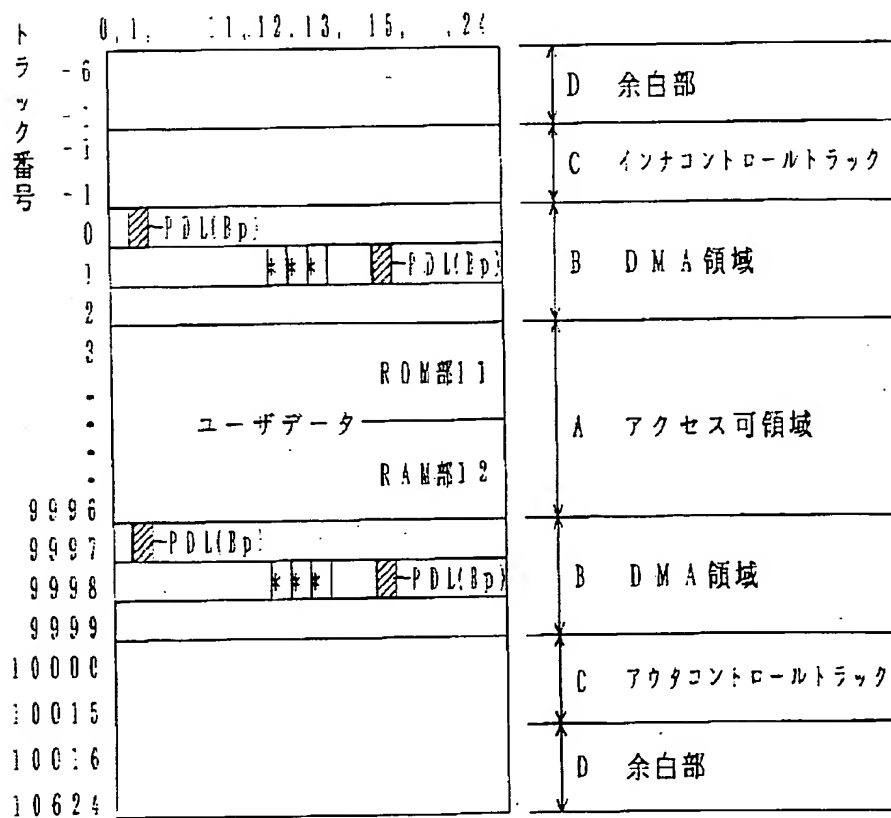 トラック番号
0,1, 11,12,13, 15, ,24
-6
D 余白部
-1
C インナコントロールトラック
-1
0
PDL(Bp)
1
* * *
PDL(Bp)
B DMA領域
2
3
ROM部11
ユーザデータ
A アクセス可領域
RAM部12
9996
9997
PDL(Bp)
9998
* * *
PDL(Bp)
B DMA領域
9999
10000
C アウタコントロールトラック
10015
10016
D 余白部
10624